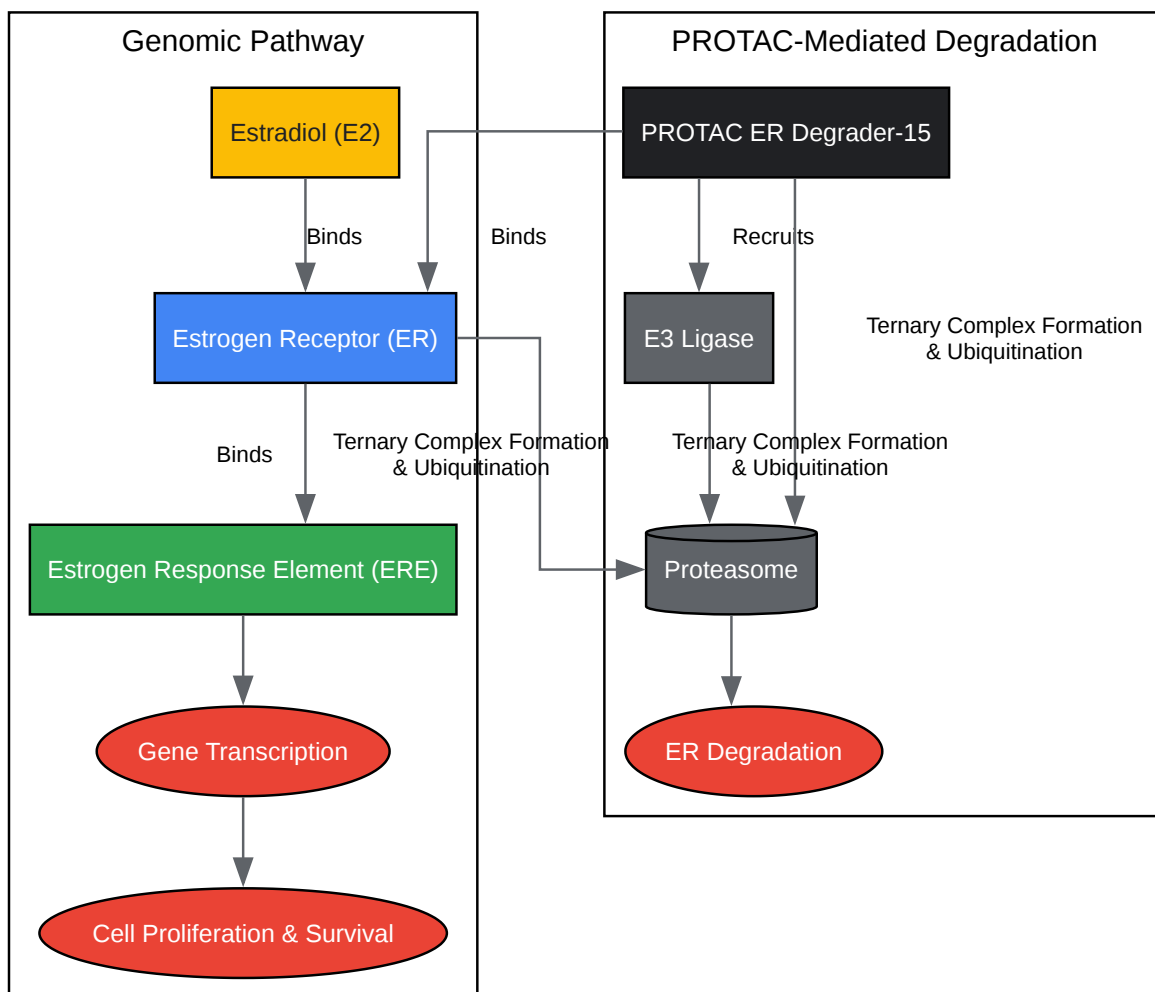 Genomic Pathway
PROTAC-Mediated Degradation
Estradiol (E2)
PROTAC ER Degrader-15
Binds
Binds
Recruits
Estrogen Receptor (ER)
E3 Ligase
Ternary Complex Formation
& Ubiquitination
Binds
Ternary Complex Formation
& Ubiquitination
Ternary Complex Formation
& Ubiquitination
Estrogen Response Element (ERE)
Proteasome
Gene Transcription
ER Degradation
Cell Proliferation & Survival